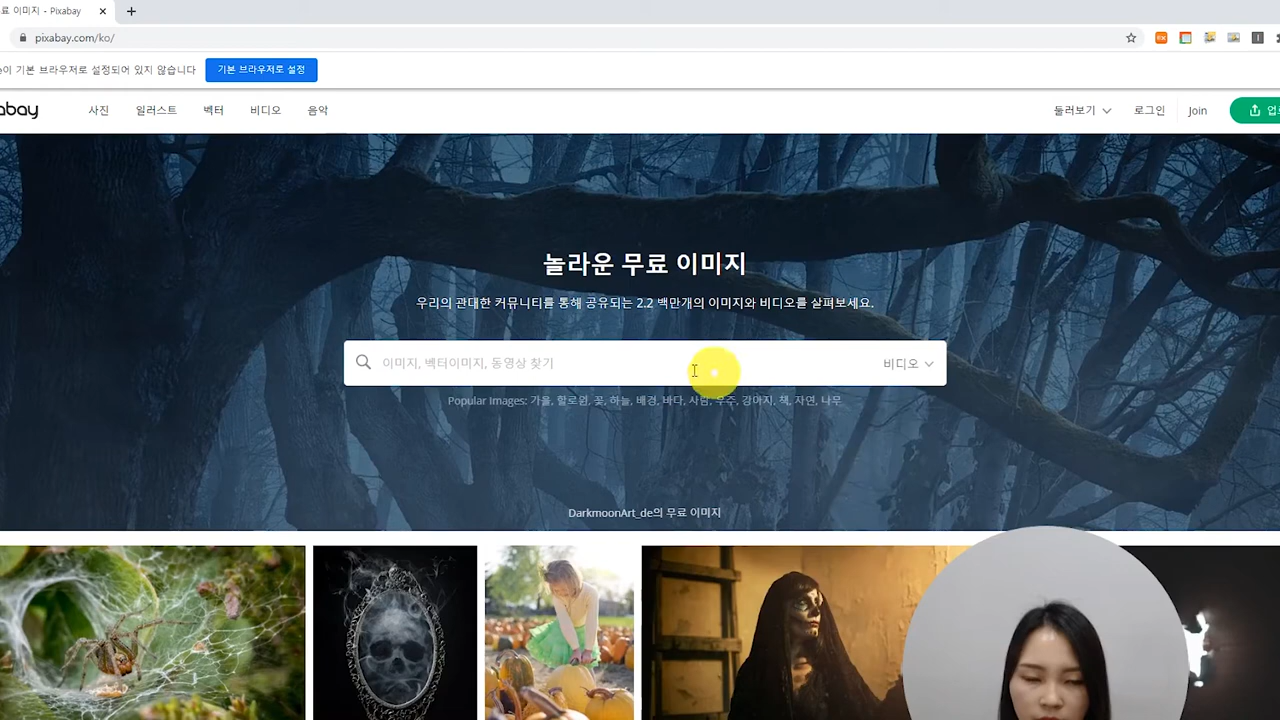 료 이미지 - Pixabay
pixabay.com/ko/
이 기본 브라우저로 설정되어 있지 않습니다 기본 브라우저로 설정
abay 사진 일러스트 벡터 비디오 음악 둘러보기 로그인 Join 업
놀라운 무료 이미지
우리의 관대한 커뮤니티를 통해 공유되는 2.2 백만개의 이미지와 비디오를 살펴보세요.
이미지, 벡터이미지, 동영상 찾기 비디오
Popular Images: 가을, 할로윈, 꽃, 하늘, 배경, 바다, 사람, 우주, 강아지, 책, 자연, 나무
DarkmoonArt_de의 무료 이미지